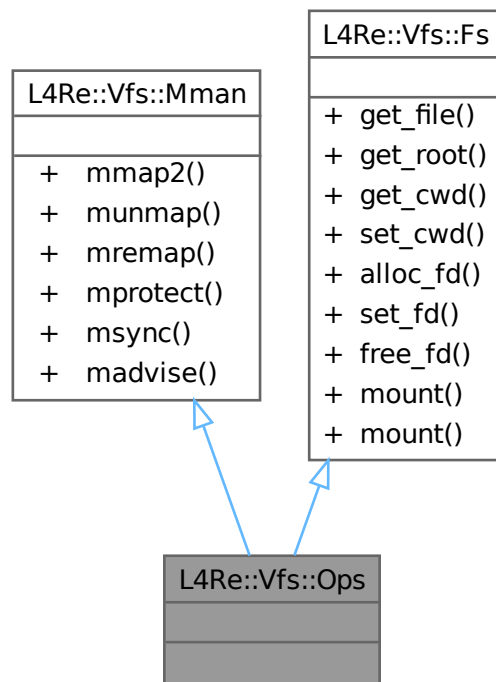 L4Re::Vfs::Mman
+ mmap2()
+ munmap()
+ mremap()
+ mprotect()
+ msync()
+ madvise()
L4Re::Vfs::Fs
+ get_file()
+ get_root()
+ get_cwd()
+ set_cwd()
+ alloc_fd()
+ set_fd()
+ free_fd()
+ mount()
+ mount()
L4Re::Vfs::Ops